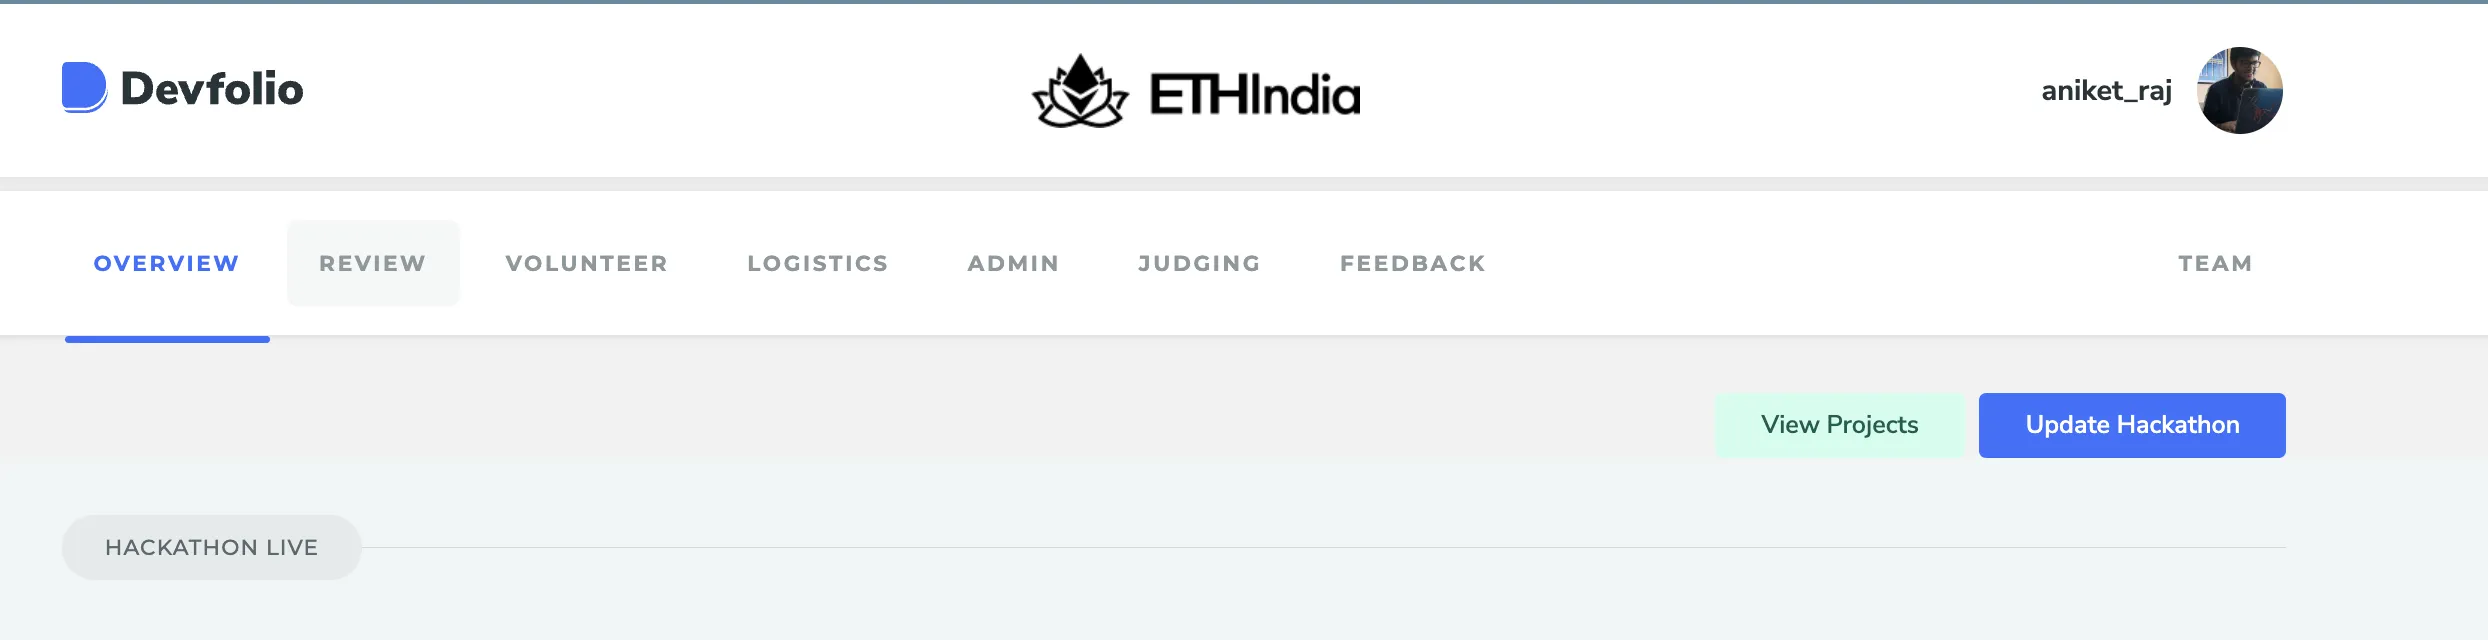 Devfolio
ETHIndia
aniket_raj
OVERVIEW REVIEW VOLUNTEER LOGISTICS ADMIN JUDGING FEEDBACK TEAM
View Projects Update Hackathon
HACKATHON LIVE